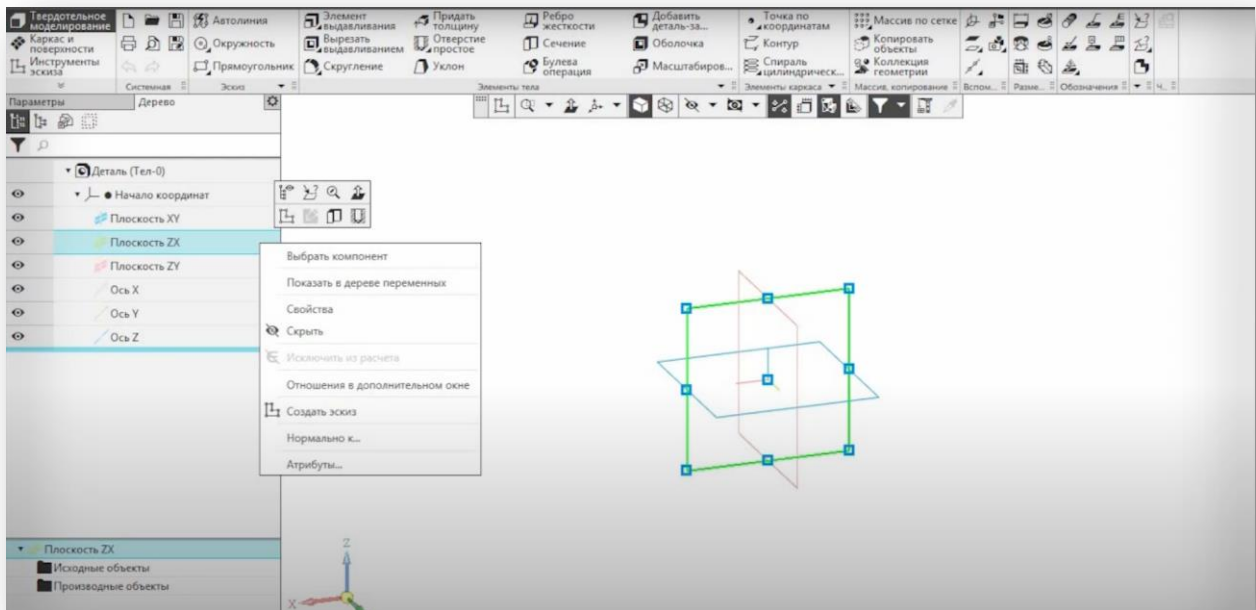 Твердотельное моделирование
Каркас и поверхности
Инструменты эскиза
Системная
Автолиния
Окружность
Прямоугольник
Эскиз
Элемент выдавливания
Вырезать выдавливанием
Скругление
Придать толщину
Отверстие простое
Уклон
Ребро жесткости
Сечение
Булева операция
Добавить деталь-за...
Оболочка
Масштабиров...
Элементы тела
Точка по координатам
Контур
Спираль цилиндрическ...
Элементы каркаса
Массив по сетке
Копировать объекты
Коллекция геометрии
Массив, копирование
Вспом...
Разме...
Обозначения
Ч...
Параметры
Дерево
Деталь (Тел-0)
Начало координат
Плоскость XY
Плоскость ZX
Плоскость ZY
Ось X
Ось Y
Ось Z
Выбрать компонент
Показать в дереве переменных
Свойства
Скрыть
Исключить из расчета
Отношения в дополнительном окне
Создать эскиз
Нормально к...
Атрибуты...
Плоскость ZX
Исходные объекты
Производные объекты
Z
X